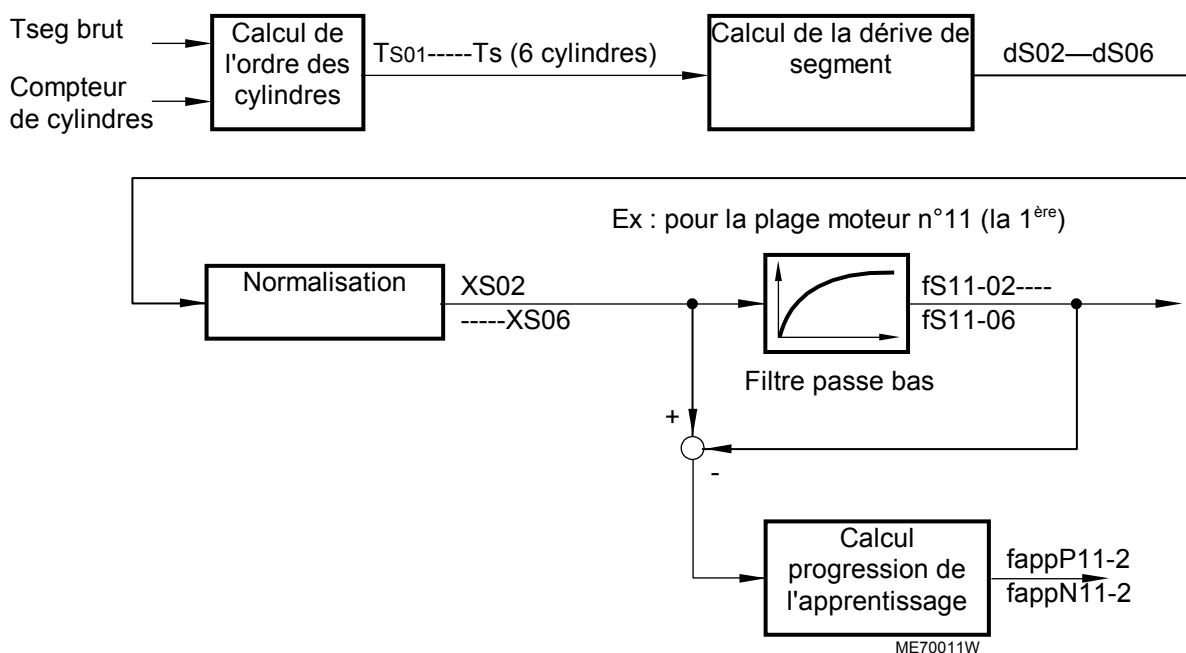 Tseg brut
Compteur
de cylindres
Calcul de
l'ordre des
cylindres
TS01-----Ts (6 cylindres)
Calcul de la dérive de
segment
dS02—dS06
Ex : pour la plage moteur n°11 (la 1ère)
Normalisation
XS02
-----XS06
fS11-02----
fS11-06
Filtre passe bas
+
-
Calcul
progression de
l'apprentissage
fappP11-2
fappN11-2
ME70011W